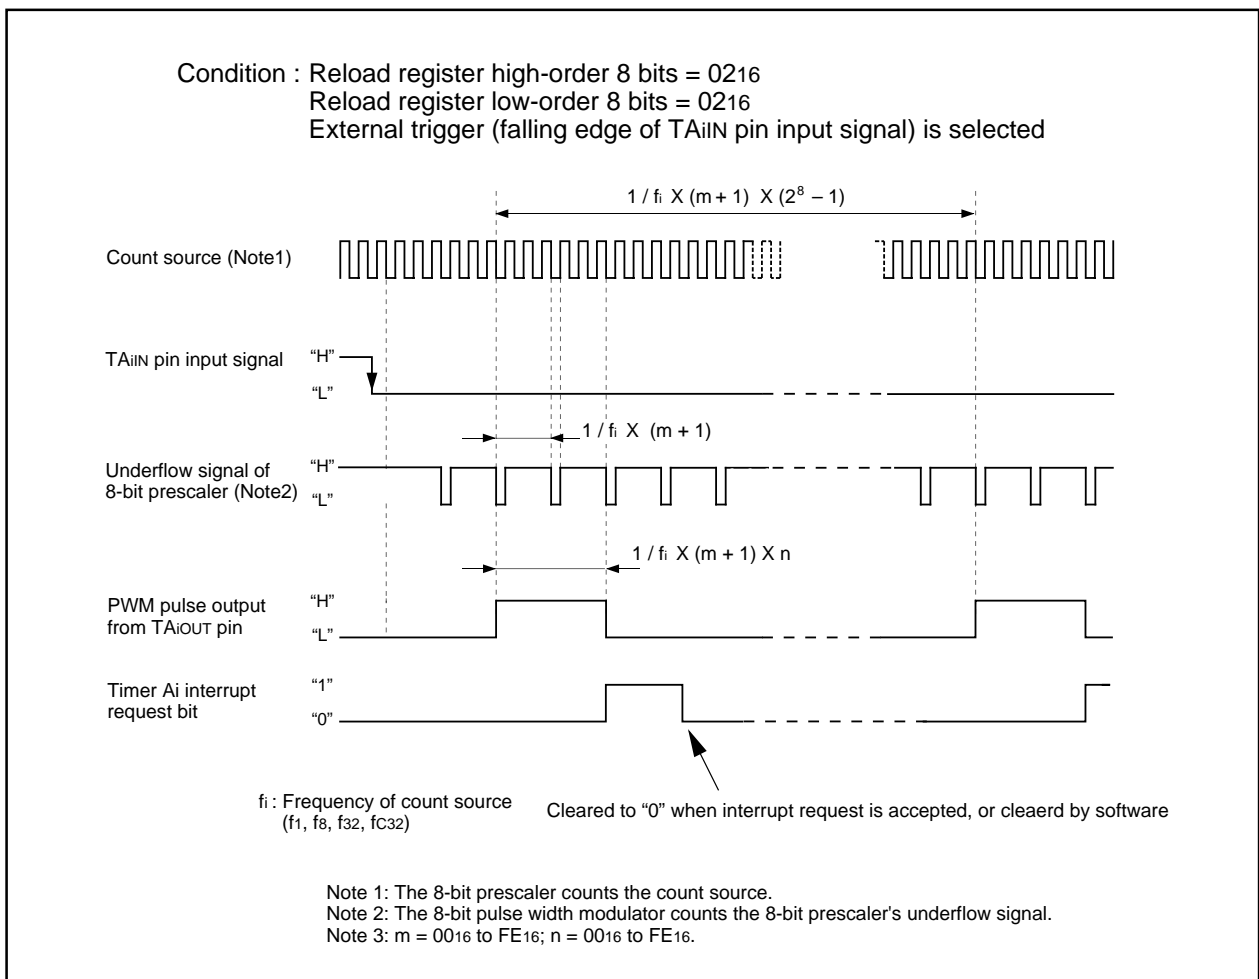 Condition : Reload register high-order 8 bits = 0216
Reload register low-order 8 bits = 0216
External trigger (falling edge of TAiIN pin input signal) is selected
1 / fi X (m + 1) X (2^8 – 1)
Count source (Note1)
TAiIN pin input signal
“H”
“L”
1 / fi X (m + 1)
Underflow signal of
8-bit prescaler (Note2)
“H”
“L”
1 / fi X (m + 1) X n
PWM pulse output
from TAiOUT pin
“H”
“L”
Timer Ai interrupt
request bit
“1”
“0”
fi : Frequency of count source
(f1, f8, f32, fC32)
Cleared to “0” when interrupt request is accepted, or cleaerd by software
Note 1: The 8-bit prescaler counts the count source.
Note 2: The 8-bit pulse width modulator counts the 8-bit prescaler's underflow signal.
Note 3: m = 0016 to FE16; n = 0016 to FE16.